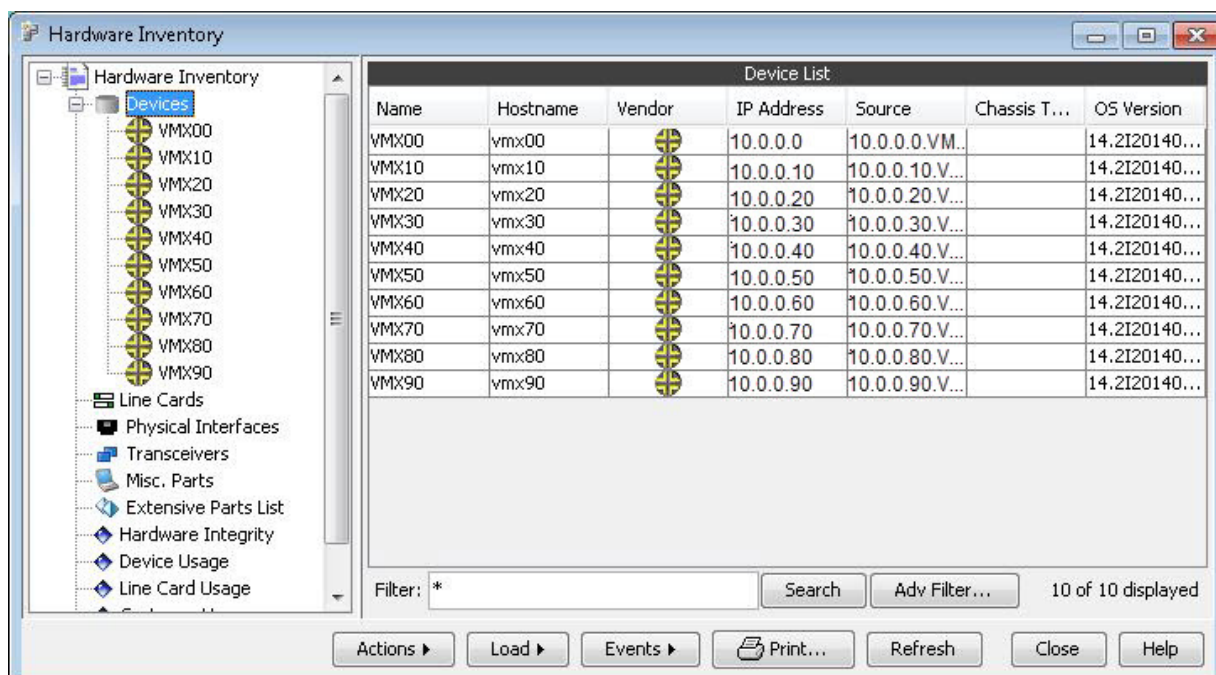 Hardware Inventory
Hardware Inventory
Devices
VMX00
VMX10
VMX20
VMX30
VMX40
VMX50
VMX60
VMX70
VMX80
VMX90
Line Cards
Physical Interfaces
Transceivers
Misc. Parts
Extensive Parts List
Hardware Integrity
Device Usage
Line Card Usage
Device List
Name Hostname Vendor IP Address Source Chassis T... OS Version
VMX00 vmx00 10.0.0.0 10.0.0.0.VM.. 14.2I20140...
VMX10 vmx10 10.0.0.10 10.0.0.10.V... 14.2I20140...
VMX20 vmx20 10.0.0.20 10.0.0.20.V... 14.2I20140...
VMX30 vmx30 10.0.0.30 10.0.0.30.V... 14.2I20140...
VMX40 vmx40 10.0.0.40 10.0.0.40.V... 14.2I20140...
VMX50 vmx50 10.0.0.50 10.0.0.50.V... 14.2I20140...
VMX60 vmx60 10.0.0.60 10.0.0.60.V... 14.2I20140...
VMX70 vmx70 10.0.0.70 10.0.0.70.V... 14.2I20140...
VMX80 vmx80 10.0.0.80 10.0.0.80.V... 14.2I20140...
VMX90 vmx90 10.0.0.90 10.0.0.90.V... 14.2I20140...
Filter: * Search Adv Filter... 10 of 10 displayed
Actions Load Events Print... Refresh Close Help